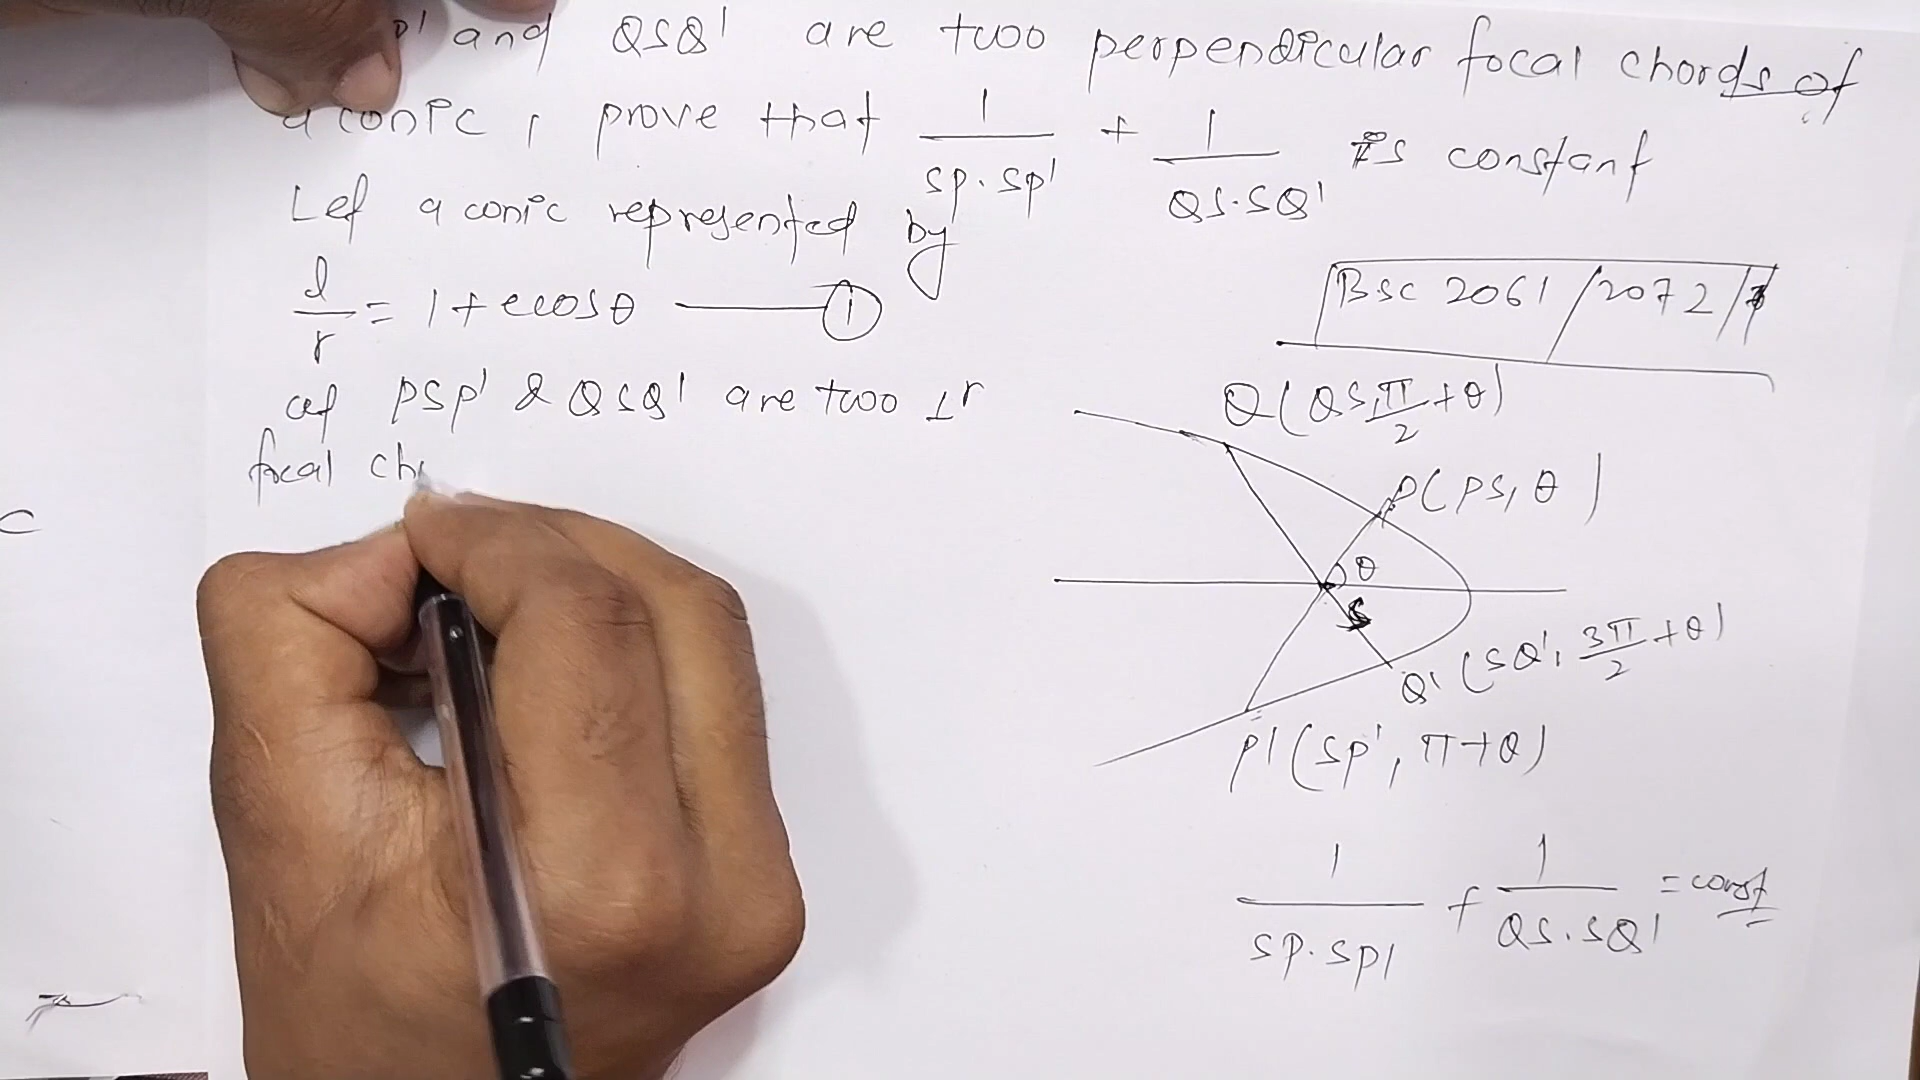 P' and QSQ' are two perpendicular focal chords of
a conic, prove that 1/SP.SP' + 1/QS.SQ' is constant
Let a conic represented by
l/r = 1 + e cosθ ——— ①
PSP' & QSQ' are two ⊥r
focal ch
BSC 2061 / 2072 /
Q(QS, π/2 + θ)
P(PS, θ)
θ
S
Q' (SQ', 3π/2 + θ)
P' (SP', π + θ)
1/SP.SP' + 1/QS.SQ' = const
C